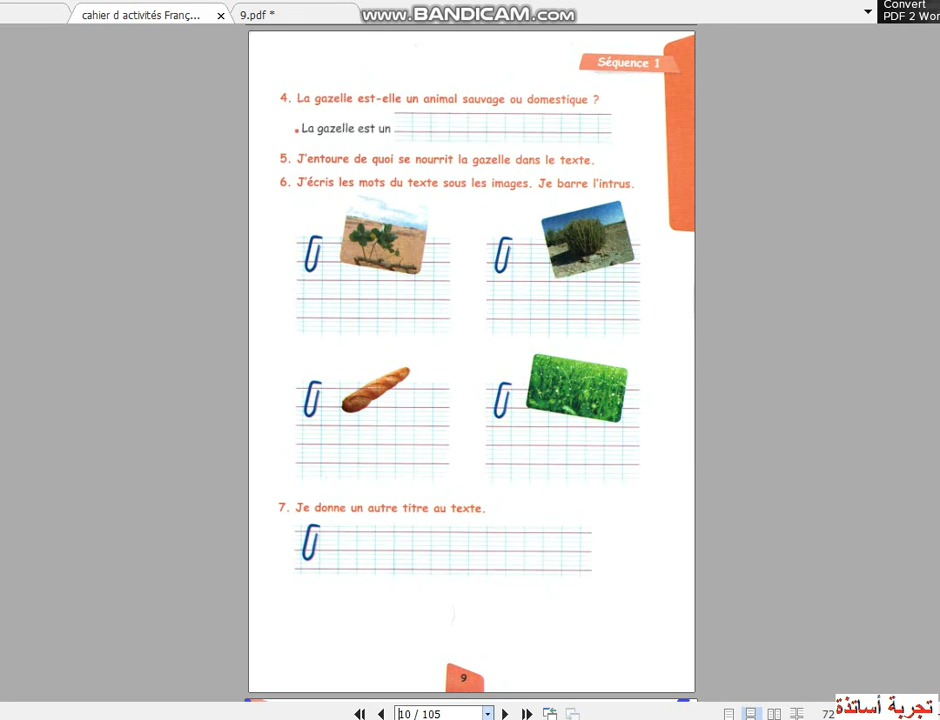 cahier d activités Franç...
9.pdf *
WWW.BANDICAM.COM
Convert
PDF 2 Wor
Séquence 1
4. La gazelle est-elle un animal sauvage ou domestique ?
La gazelle est un
5. J'entoure de quoi se nourrit la gazelle dans le texte.
6. J'écris les mots du texte sous les images. Je barre l'intrus.
7. Je donne un autre titre au texte.
9
10 / 105
72
تجربة أساتذة